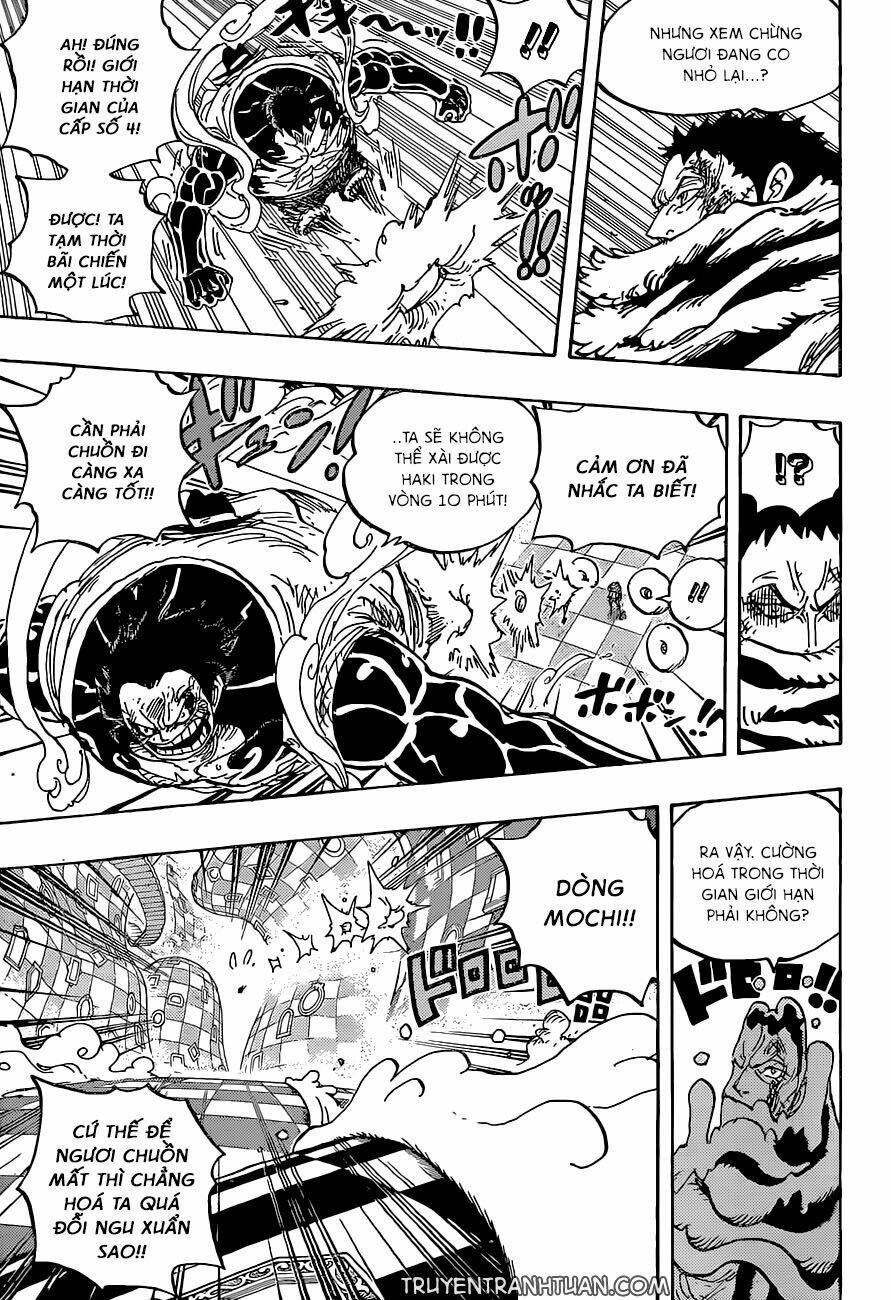 NHƯNG XEM CHỪNG
NGƯƠI ĐANG CO
NHỎ LẠI...?
!!
AH! ĐÚNG
RỒI! GIỚI
HẠN THỜI
GIAN CỦA
CẤP SỐ 4!
ĐƯỢC! TA
TẠM THỜI
BÃI CHIẾN
MỘT LÚC!
!?
CẢM ƠN ĐÃ
NHẮC TA BIẾT!
!!
..TA SẼ KHÔNG
THỂ XÀI ĐƯỢC
HAKI TRONG
VÒNG 10 PHÚT!
CẦN PHẢI
CHUỒN ĐI
CÀNG XA
CÀNG TỐT!!
ボボボ!!
RA VẬY. CƯỜNG
HOÁ TRONG THỜI
GIAN GIỚI HẠN
PHẢI KHÔNG?
DÒNG
MOCHI!!
CỨ THẾ ĐỂ
NGƯƠI CHUỒN
MẤT THÌ CHẲNG
HOÁ TA QUÁ
ĐỖI NGU XUẨN
SAO!!
TRUYENTRANHTUAN.COM